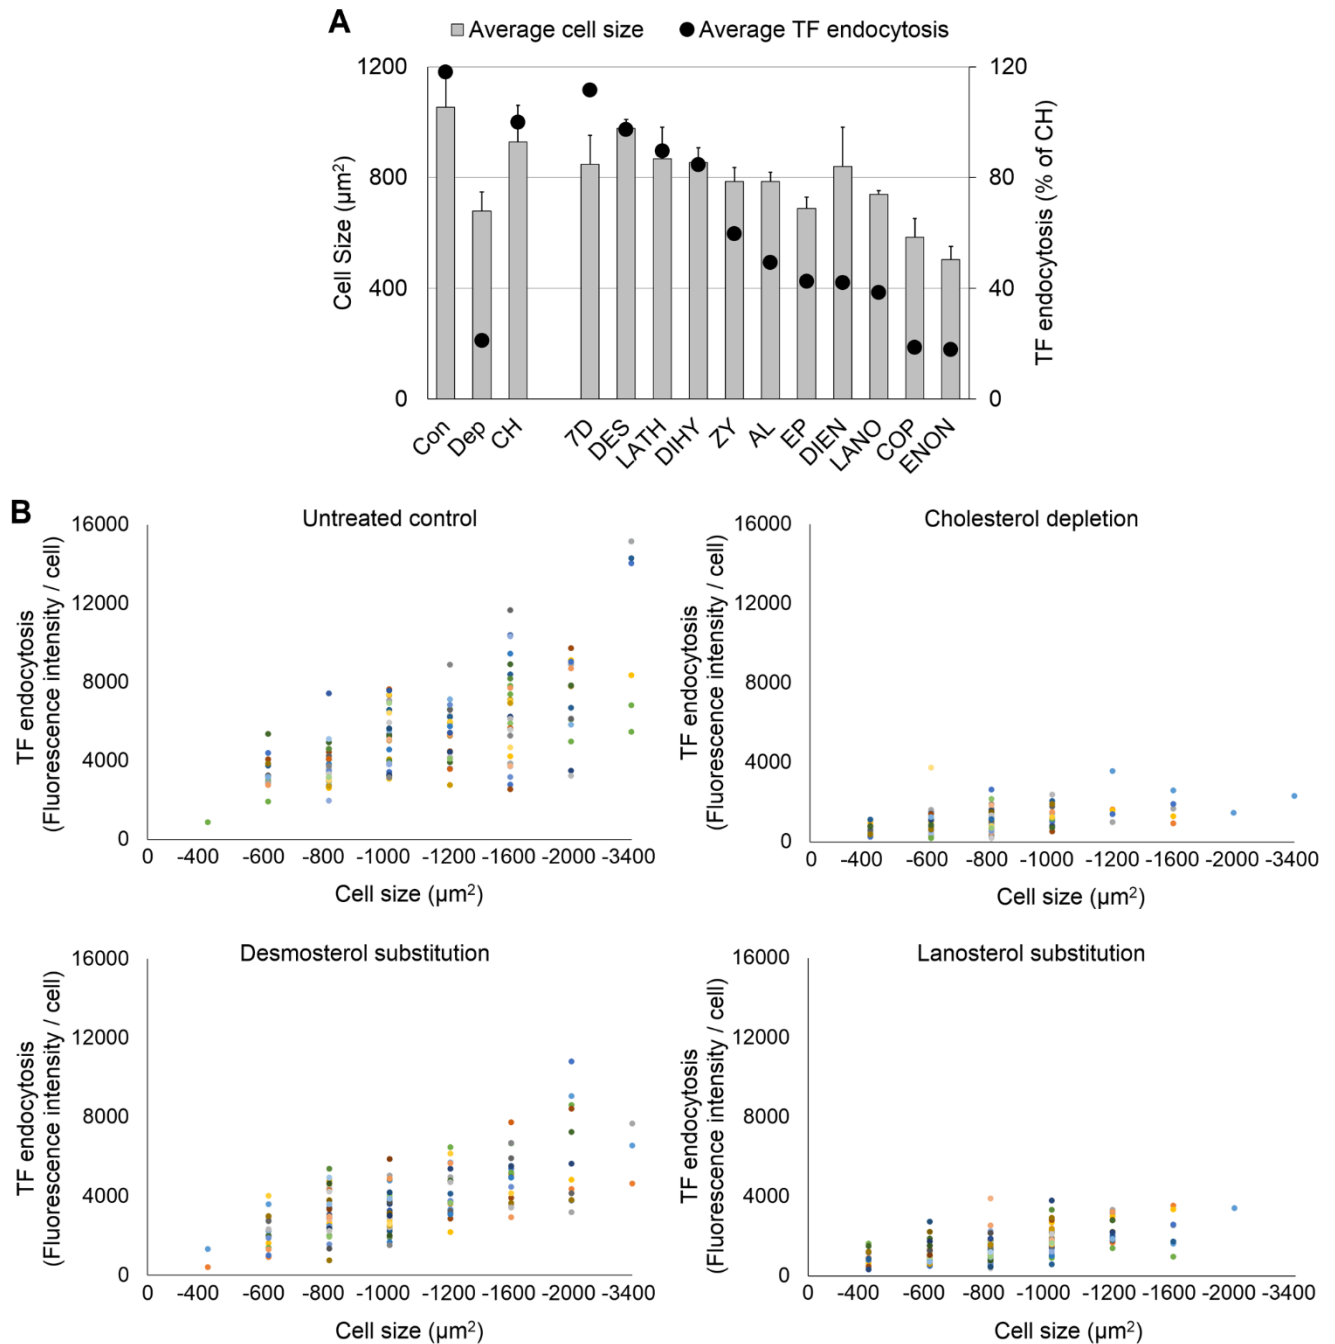 A
Average cell size
Average TF endocytosis
1200
800
400
0
Cell Size (µm²)
120
80
40
0
TF endocytosis (% of CH)
Con
Dep
CH
7D
DES
LATH
DIHY
ZY
AL
EP
DIEN
LANO
COP
ENON
B
Untreated control
16000
12000
8000
4000
0
TF endocytosis
(Fluorescence intensity / cell)
0 -400 -600 -800 -1000 -1200 -1600 -2000 -3400
Cell size (µm²)
Cholesterol depletion
16000
12000
8000
4000
0
TF endocytosis
(Fluorescence intensity / cell)
0 -400 -600 -800 -1000 -1200 -1600 -2000 -3400
Cell size (µm²)
Desmosterol substitution
16000
12000
8000
4000
0
TF endocytosis
(Fluorescence intensity / cell)
0 -400 -600 -800 -1000 -1200 -1600 -2000 -3400
Cell size (µm²)
Lanosterol substitution
16000
12000
8000
4000
0
TF endocytosis
(Fluorescence intensity / cell)
0 -400 -600 -800 -1000 -1200 -1600 -2000 -3400
Cell size (µm²)